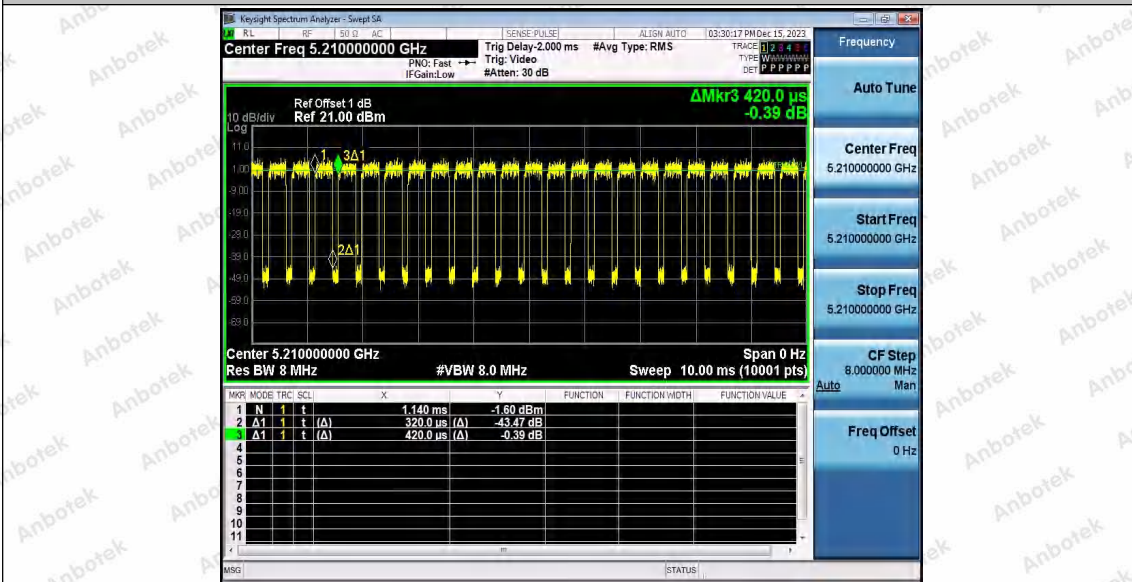 Keysight Spectrum Analyzer - Swept SA
RL RF 50 Ω AC SENSE:PULSE ALIGN AUTO 03:30:17 PM Dec 15, 2023
Center Freq 5.210000000 GHz
PNO: Fast
IFGain:Low
Trig Delay-2.000 ms
Trig: Video
#Atten: 30 dB
#Avg Type: RMS
TRACE 1 2 3 4 5 6
TYPE WWWWWW
DET P P P P P P
Frequency
Auto Tune
Center Freq
5.210000000 GHz
Start Freq
5.210000000 GHz
Stop Freq
5.210000000 GHz
CF Step
8.000000 MHz
Auto Man
Freq Offset
0 Hz
ΔMkr3 420.0 µs
-0.39 dB
Ref Offset 1 dB
10 dB/div Ref 21.00 dBm
Log
11.0
1.00
-9.00
-19.0
-29.0
-39.0
-49.0
-59.0
-69.0
1
3Δ1
2Δ1
Center 5.210000000 GHz Span 0 Hz
Res BW 8 MHz #VBW 8.0 MHz Sweep 10.00 ms (10001 pts)
MKR MODE TRC SCL X Y FUNCTION FUNCTION WIDTH FUNCTION VALUE
1 N 1 t 1.140 ms -1.60 dBm
2 Δ1 1 t (Δ) 320.0 µs (Δ) -43.47 dB
3 Δ1 1 t (Δ) 420.0 µs (Δ) -0.39 dB
4
5
6
7
8
9
10
11
MSG STATUS
Anbotek